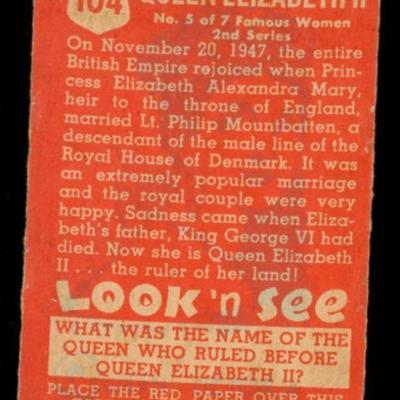 104
QUEEN ELIZABETH II
No. 5 of 7 Famous Women
2nd Series
On November 20, 1947, the entire
British Empire rejoiced when Prin-
cess Elizabeth Alexandra Mary,
heir to the throne of England,
married Lt. Philip Mountbatten, a
descendant of the male line of the
Royal House of Denmark. It was
an extremely popular marriage
and the royal couple were very
happy. Sadness came when Eliza-
beth's father, King George VI had
died. Now she is Queen Elizabeth
II . . . the ruler of her land!
LOOK 'n SEE
WHAT WAS THE NAME OF THE
QUEEN WHO RULED BEFORE
QUEEN ELIZABETH II?
PLACE THE RED PAPER OVER THIS